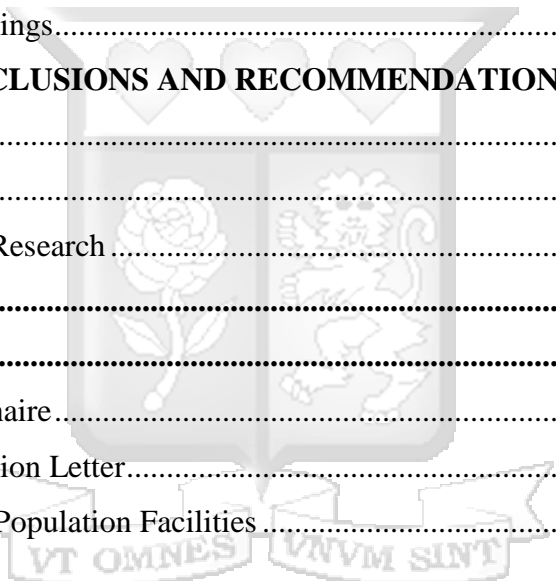 ings..........................................................................
CLUSIONS AND RECOMMENDATION
..........................................................................
..........................................................................
Research ..........................................................................
..........................................................................
..........................................................................
naire..........................................................................
ion Letter..........................................................................
Population Facilities ..........................................................................
VT OMNES VNVM SINT